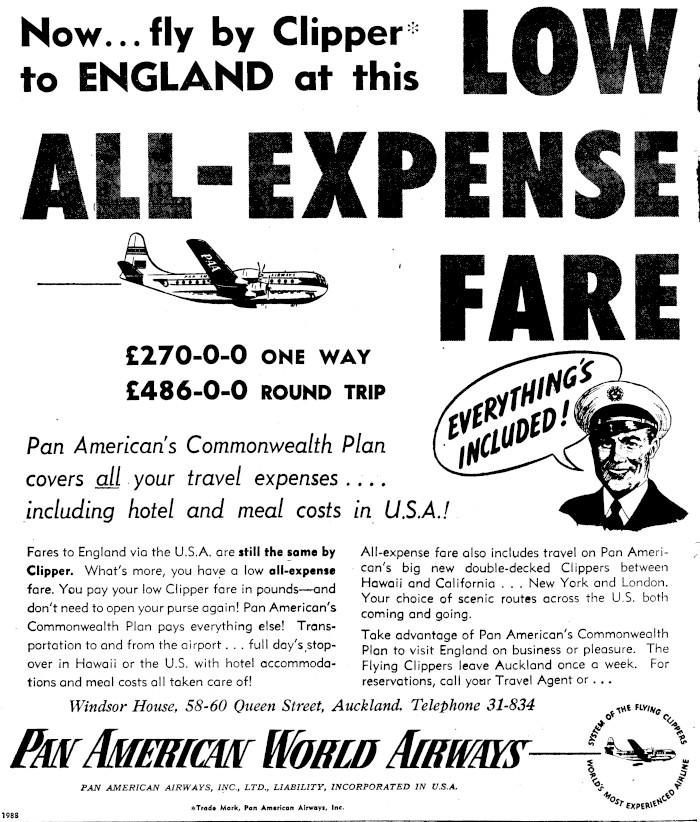 Now...fly by Clipper*
to ENGLAND at this
LOW
ALL-EXPENSE
FARE
PAA
PAN AMERICAN WORLD AIRWAYS
£270-0-0 ONE WAY
£486-0-0 ROUND TRIP
EVERYTHING'S
INCLUDED!
Pan American's Commonwealth Plan
covers all your travel expenses ....
including hotel and meal costs in U.S.A.!
Fares to England via the U.S.A. are still the same by
Clipper. What's more, you have a low all-expense
fare. You pay your low Clipper fare in pounds—and
don't need to open your purse again! Pan American's
Commonwealth Plan pays everything else! Trans-
portation to and from the airport . . . full day's stop-
over in Hawaii or the U.S. with hotel accommoda-
tions and meal costs all taken care of!
All-expense fare also includes travel on Pan Ameri-
can's big new double-decked Clippers between
Hawaii and California . . . New York and London.
Your choice of scenic routes across the U.S. both
coming and going.
Take advantage of Pan American's Commonwealth
Plan to visit England on business or pleasure. The
Flying Clippers leave Auckland once a week. For
reservations, call your Travel Agent or . . .
Windsor House, 58-60 Queen Street, Auckland. Telephone 31-834
PAN AMERICAN WORLD AIRWAYS
SYSTEM OF THE FLYING CLIPPERS
WORLD'S MOST EXPERIENCED AIRLINE
PAN AMERICAN AIRWAYS, INC., LTD., LIABILITY, INCORPORATED IN U.S.A.
*Trade Mark, Pan American Airways, Inc.
198B